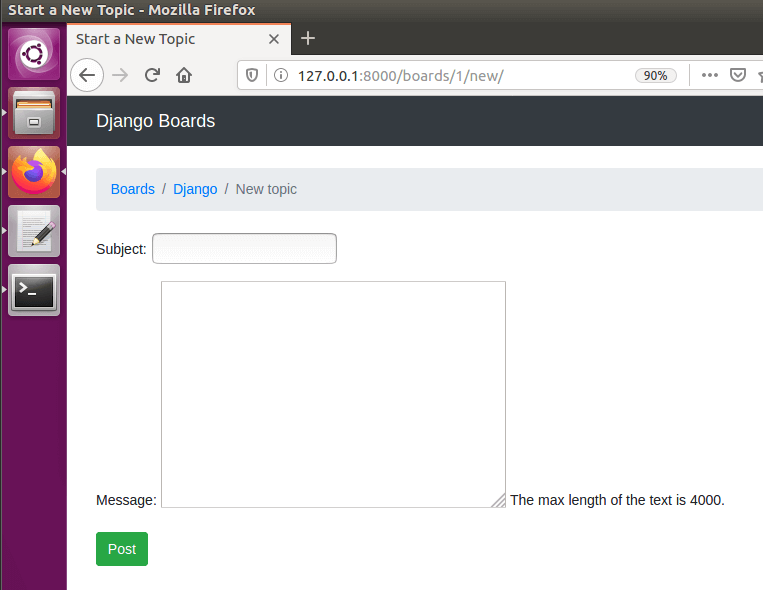 Start a New Topic - Mozilla Firefox
Start a New Topic
127.0.0.1:8000/boards/1/new/ 90%
Django Boards
Boards / Django / New topic
Subject:
Message: The max length of the text is 4000.
Post